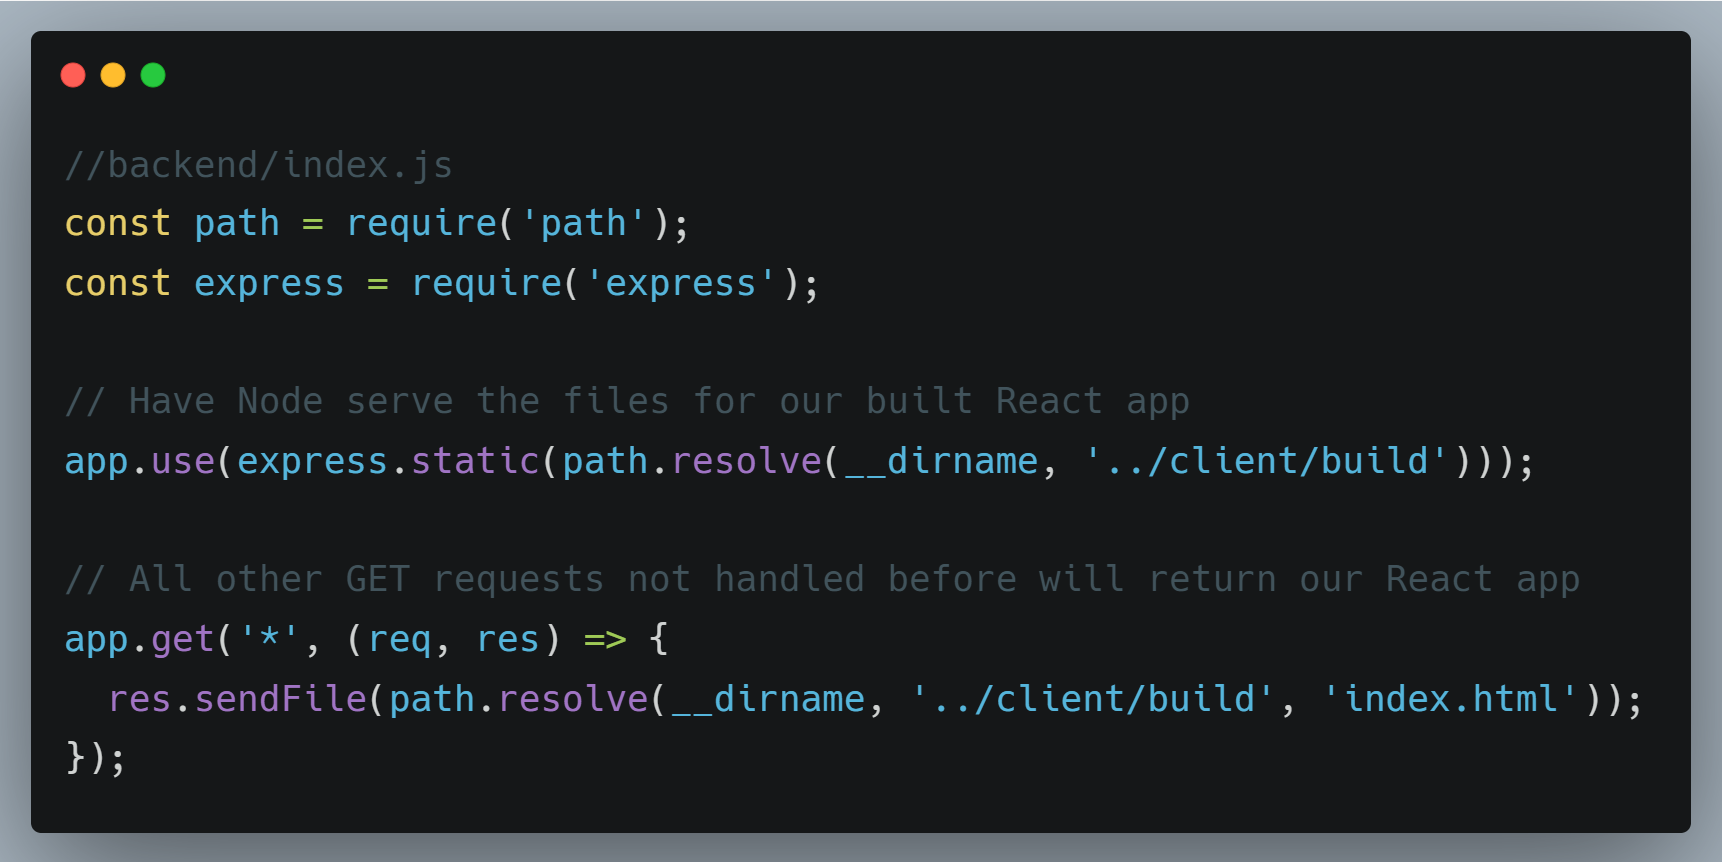 //backend/index.js
const path = require('path');
const express = require('express');
// Have Node serve the files for our built React app
app.use(express.static(path.resolve(__dirname, '../client/build')));
// All other GET requests not handled before will return our React app
app.get('*', (req, res) => {
  res.sendFile(path.resolve(__dirname, '../client/build', 'index.html'));
});